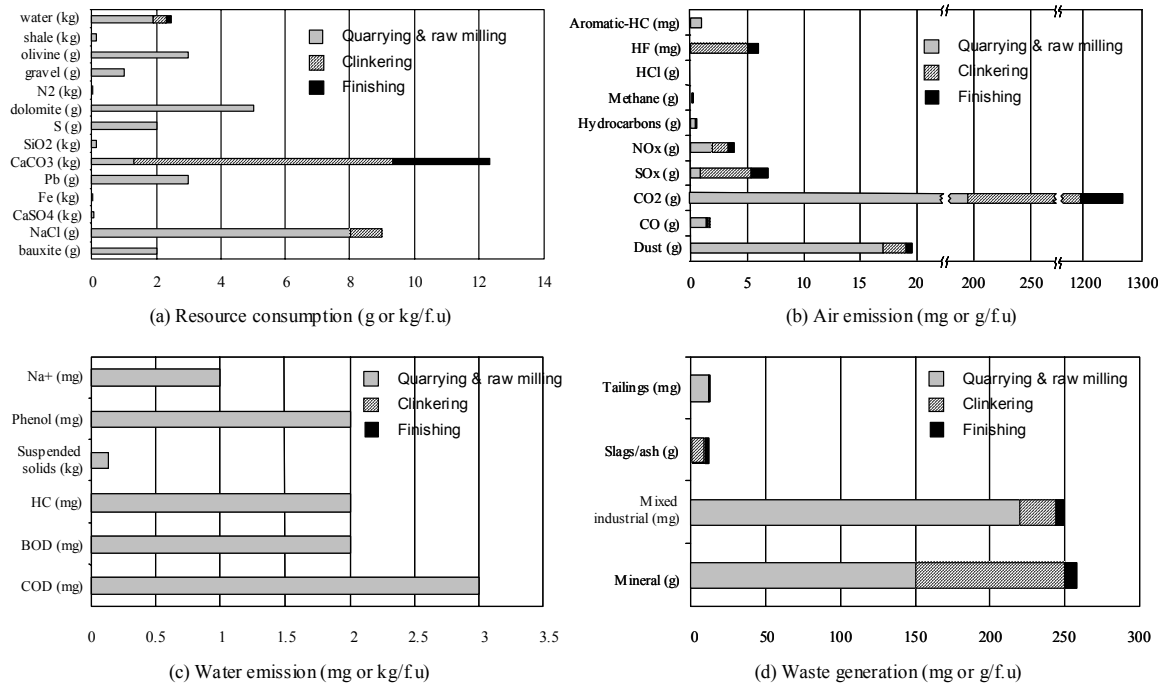 water (kg)
shale (kg)
olivine (g)
gravel (g)
N2 (kg)
dolomite (g)
S (g)
SiO2 (kg)
CaCO3 (kg)
Pb (g)
Fe (kg)
CaSO4 (kg)
NaCl (g)
bauxite (g)
Quarrying & raw milling
Clinkering
Finishing
0 2 4 6 8 10 12 14
(a) Resource consumption (g or kg/f.u)
Aromatic-HC (mg)
HF (mg)
HCl (g)
Methane (g)
Hydrocarbons (g)
NOx (g)
SOx (g)
CO2 (g)
CO (g)
Dust (g)
Quarrying & raw milling
Clinkering
Finishing
0 5 10 15 20 200 250 1200 1300
(b) Air emission (mg or g/f.u)
Na+ (mg)
Phenol (mg)
Suspended
solids (kg)
HC (mg)
BOD (mg)
COD (mg)
Quarrying & raw milling
Clinkering
Finishing
0 0.5 1 1.5 2 2.5 3 3.5
(c) Water emission (mg or kg/f.u)
Tailings (mg)
Slags/ash (g)
Mixed
industrial (mg)
Mineral (g)
Quarrying & raw milling
Clinkering
Finishing
0 50 100 150 200 250 300
(d) Waste generation (mg or g/f.u)